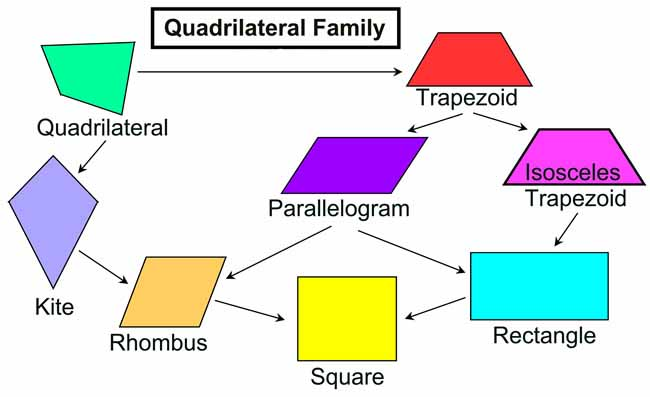 Quadrilateral Family
Quadrilateral
Trapezoid
Parallelogram
Isosceles
Trapezoid
Kite
Rhombus
Square
Rectangle